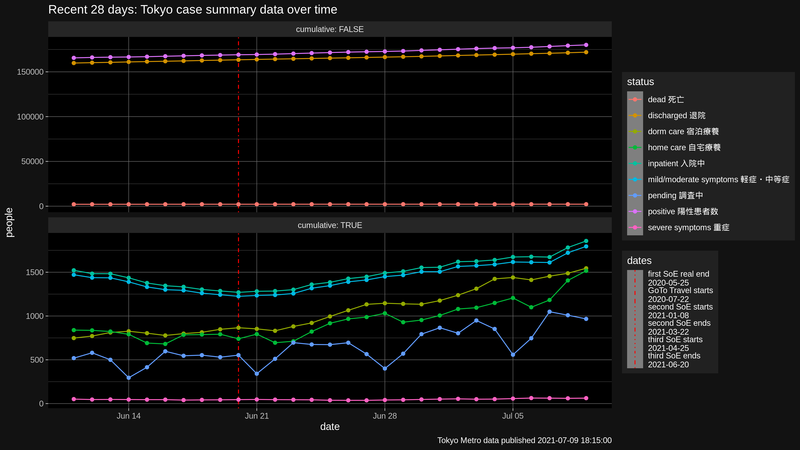 Recent 28 days: Tokyo case summary data over time
cumulative: FALSE
150000
100000
50000
0
cumulative: TRUE
1500
1000
500
0
people
Jun 14
Jun 21
Jun 28
Jul 05
date
status
dead 死亡
discharged 退院
dorm care 宿泊療養
home care 自宅療養
inpatient 入院中
mild/moderate symptoms 軽症・中等症
pending 調査中
positive 陽性患者数
severe symptoms 重症
dates
first SoE real end
2020-05-25
GoTo Travel starts
2020-07-22
second SoE starts
2021-01-08
second SoE ends
2021-03-22
third SoE starts
2021-04-25
third SoE ends
2021-06-20
Tokyo Metro data published 2021-07-09 18:15:00